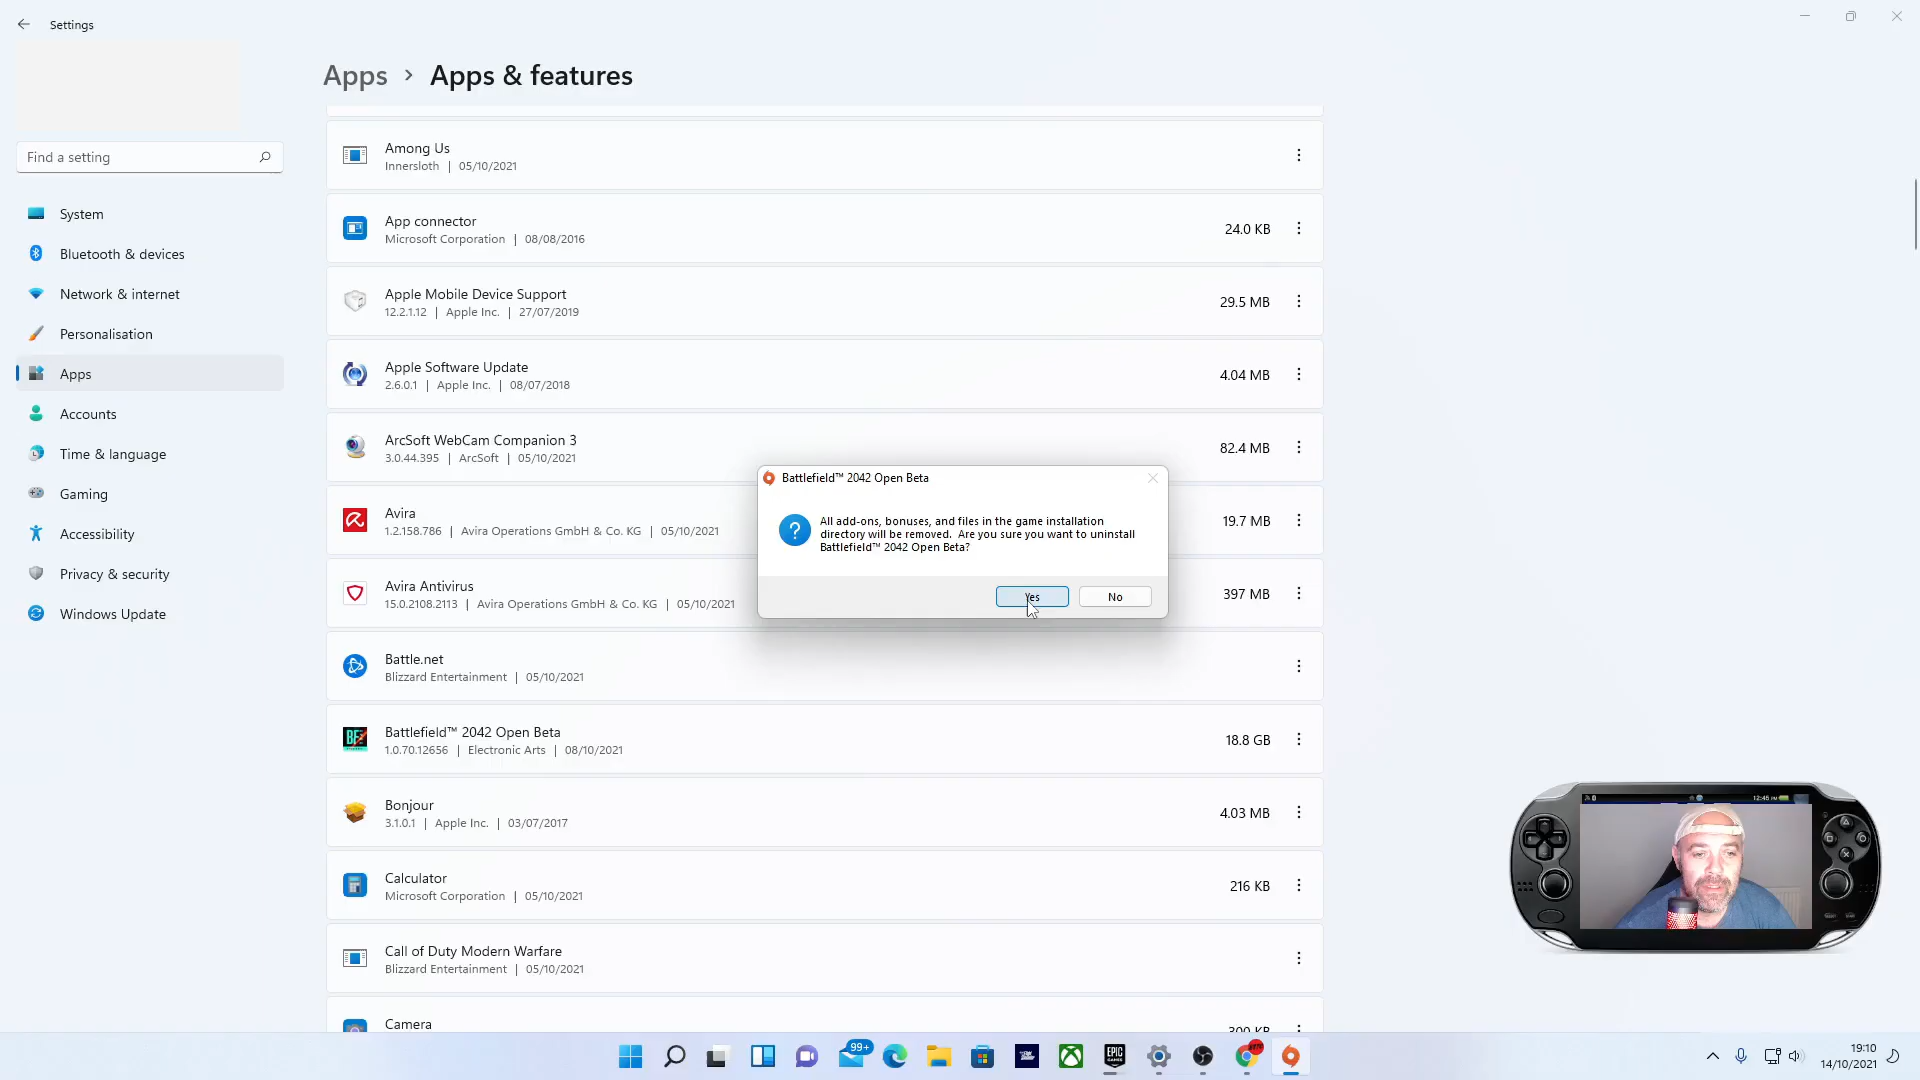 Settings
Apps > Apps & features
Find a setting
System
Bluetooth & devices
Network & internet
Personalisation
Apps
Accounts
Time & language
Gaming
Accessibility
Privacy & security
Windows Update
Among Us
Innersloth | 05/10/2021
App connector
Microsoft Corporation | 08/08/2016
24.0 KB
Apple Mobile Device Support
12.2.1.12 | Apple Inc. | 27/07/2019
29.5 MB
Apple Software Update
2.6.0.1 | Apple Inc. | 08/07/2018
4.04 MB
ArcSoft WebCam Companion 3
3.0.44.395 | ArcSoft | 05/10/2021
82.4 MB
Avira
1.2.158.786 | Avira Operations GmbH & Co. KG | 05/10/2021
19.7 MB
Avira Antivirus
15.0.2108.2113 | Avira Operations GmbH & Co. KG | 05/10/2021
397 MB
Battlefield™ 2042 Open Beta
All add-ons, bonuses, and files in the game installation
directory will be removed. Are you sure you want to uninstall
Battlefield™ 2042 Open Beta?
Yes
No
Battle.net
Blizzard Entertainment | 05/10/2021
Battlefield™ 2042 Open Beta
1.0.70.12656 | Electronic Arts | 08/10/2021
18.8 GB
Bonjour
3.1.0.1 | Apple Inc. | 03/07/2017
4.03 MB
Calculator
Microsoft Corporation | 05/10/2021
216 KB
Call of Duty Modern Warfare
Blizzard Entertainment | 05/10/2021
Camera
300 KB
12:45 PM
99+
EPIC
GAMES
19:10
14/10/2021